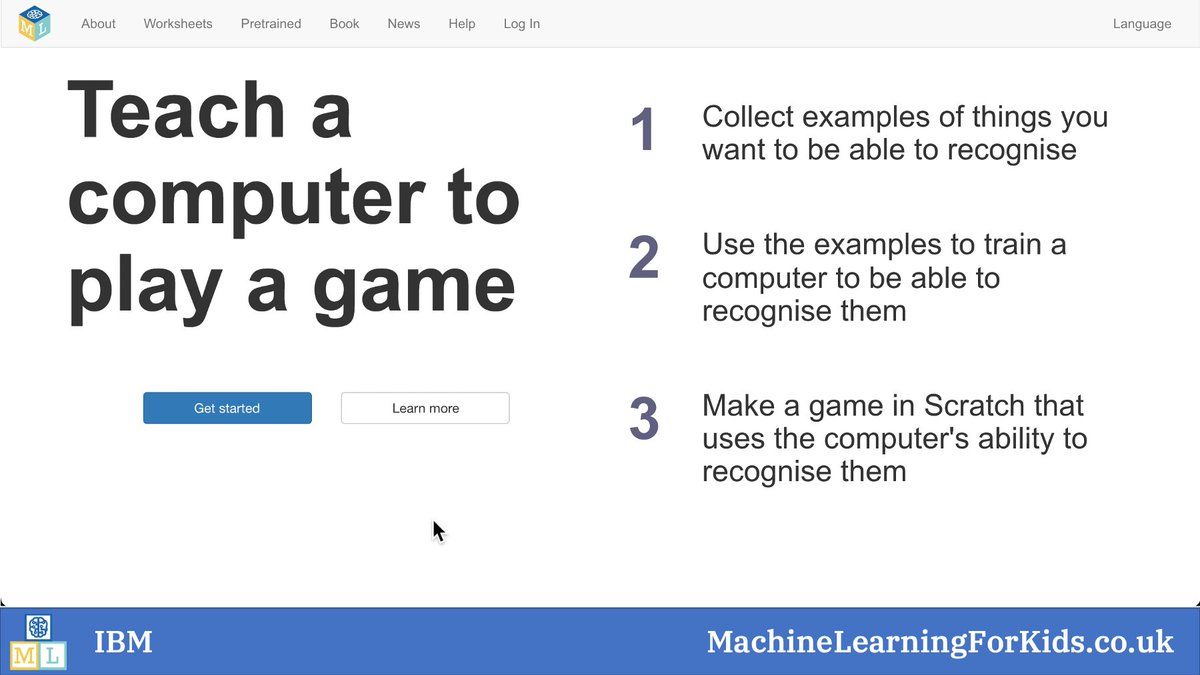 M L About Worksheets Pretrained Book News Help Log In Language
Teach a
computer to
play a game
Get started Learn more
1 Collect examples of things you
want to be able to recognise
2 Use the examples to train a
computer to be able to
recognise them
3 Make a game in Scratch that
uses the computer's ability to
recognise them
M L IBM MachineLearningForKids.co.uk